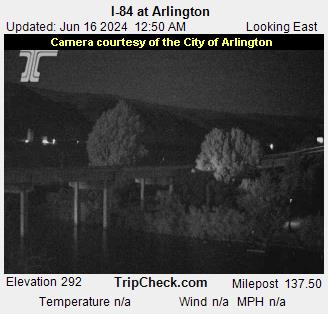 I-84 at Arlington
Updated: Jun 16 2024 12:50 AM Looking East
Camera courtesy of the City of Arlington
Elevation 292 TripCheck.com Milepost 137.50
Temperature n/a Wind n/a MPH n/a